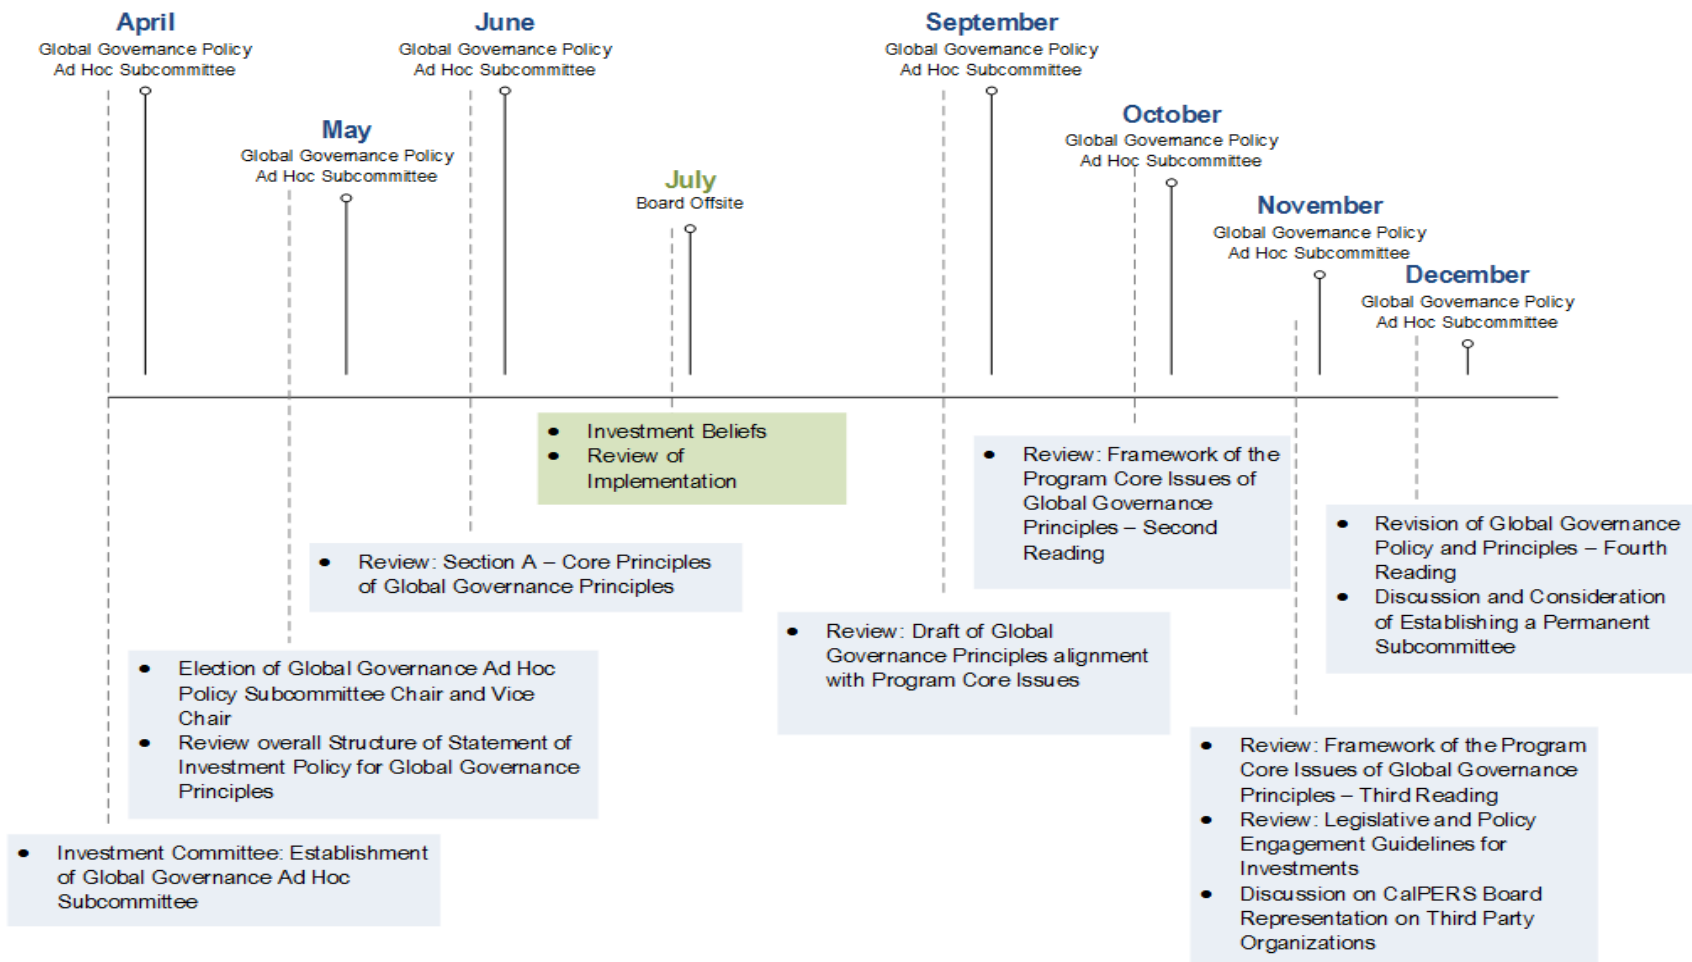 April
Global Governance Policy
Ad Hoc Subcommittee
June
Global Governance Policy
Ad Hoc Subcommittee
September
Global Governance Policy
Ad Hoc Subcommittee
May
Global Governance Policy
Ad Hoc Subcommittee
October
Global Governance Policy
Ad Hoc Subcommittee
July
Board Offsite
November
Global Governance Policy
Ad Hoc Subcommittee
December
Global Governance Policy
Ad Hoc Subcommittee
● Investment Beliefs
● Review of
Implementation
● Review: Framework of the
Program Core Issues of
Global Governance
Principles – Second
Reading
● Revision of Global Governance
Policy and Principles – Fourth
Reading
● Discussion and Consideration
of Establishing a Permanent
Subcommittee
● Review: Section A – Core Principles
of Global Governance Principles
● Review: Draft of Global
Governance Principles alignment
with Program Core Issues
● Election of Global Governance Ad Hoc
Policy Subcommittee Chair and Vice
Chair
● Review overall Structure of Statement of
Investment Policy for Global Governance
Principles
● Review: Framework of the Program
Core Issues of Global Governance
Principles – Third Reading
● Review: Legislative and Policy
Engagement Guidelines for
Investments
● Discussion on CalPERS Board
Representation on Third Party
Organizations
● Investment Committee: Establishment
of Global Governance Ad Hoc
Subcommittee